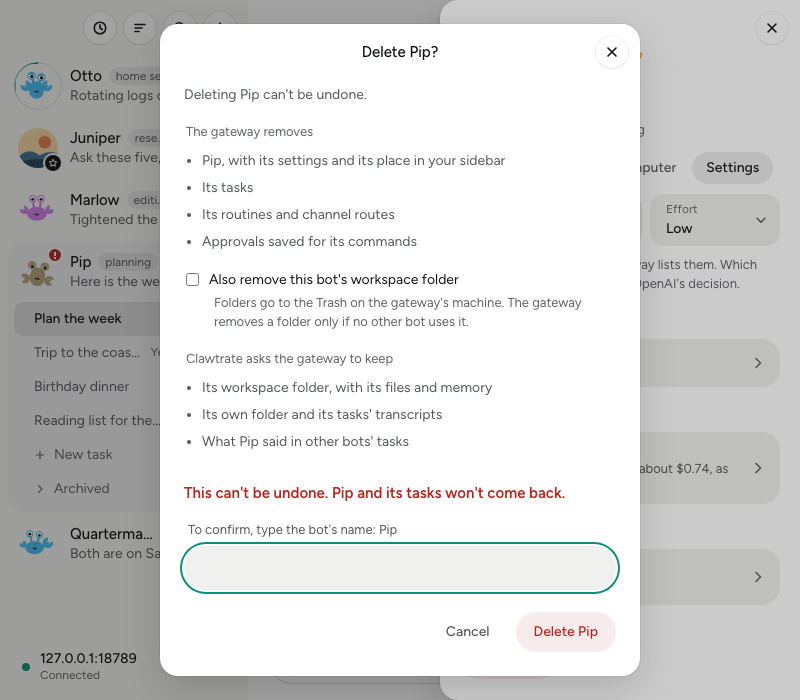 Delete Pip?
Deleting Pip can't be undone.
The gateway removes
• Pip, with its settings and its place in your sidebar
• Its tasks
• Its routines and channel routes
• Approvals saved for its commands
Also remove this bot's workspace folder
Folders go to the Trash on the gateway's machine. The gateway
removes a folder only if no other bot uses it.
Clawtrate asks the gateway to keep
• Its workspace folder, with its files and memory
• Its own folder and its tasks' transcripts
• What Pip said in other bots' tasks
This can't be undone. Pip and its tasks won't come back.
To confirm, type the bot's name: Pip
Cancel
Delete Pip
Otto
home se
Rotating logs
Juniper
rese...
Ask these five,
Marlow
editi...
Tightened the
Pip
planning
Here is the we
Plan the week
Trip to the coas...
Birthday dinner
Reading list for the...
+ New task
Archived
Quarterma...
Both are on Sa
127.0.0.1:18789
Connected
Settings
Effort
Low
lists them. Which
OpenAI's decision.
about $0.74, as